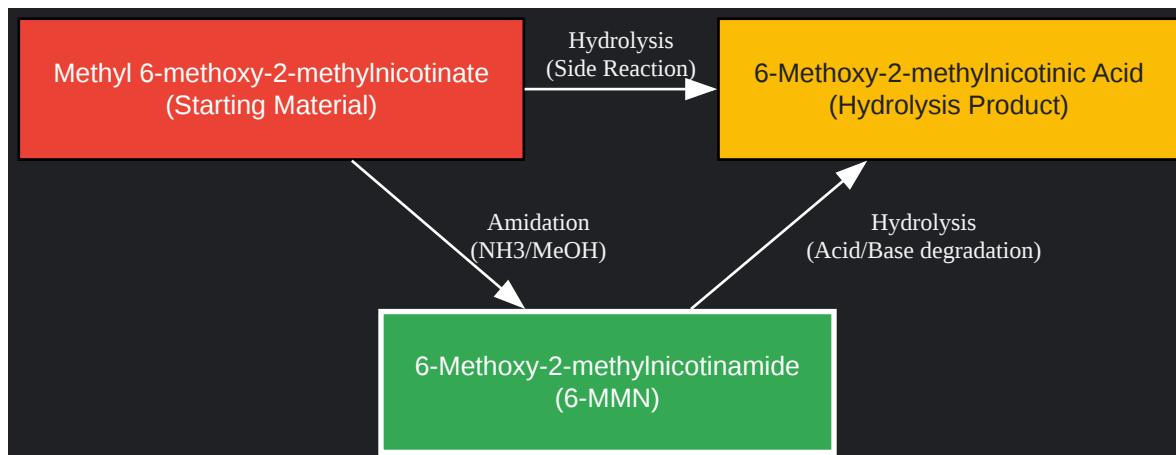 Methyl 6-methoxy-2-methylnicotinate
(Starting Material)
Hydrolysis
(Side Reaction)
6-Methoxy-2-methylnicotinic Acid
(Hydrolysis Product)
Amidation
(NH3/MeOH)
Hydrolysis
(Acid/Base degradation)
6-Methoxy-2-methylnicotinamide
(6-MMN)